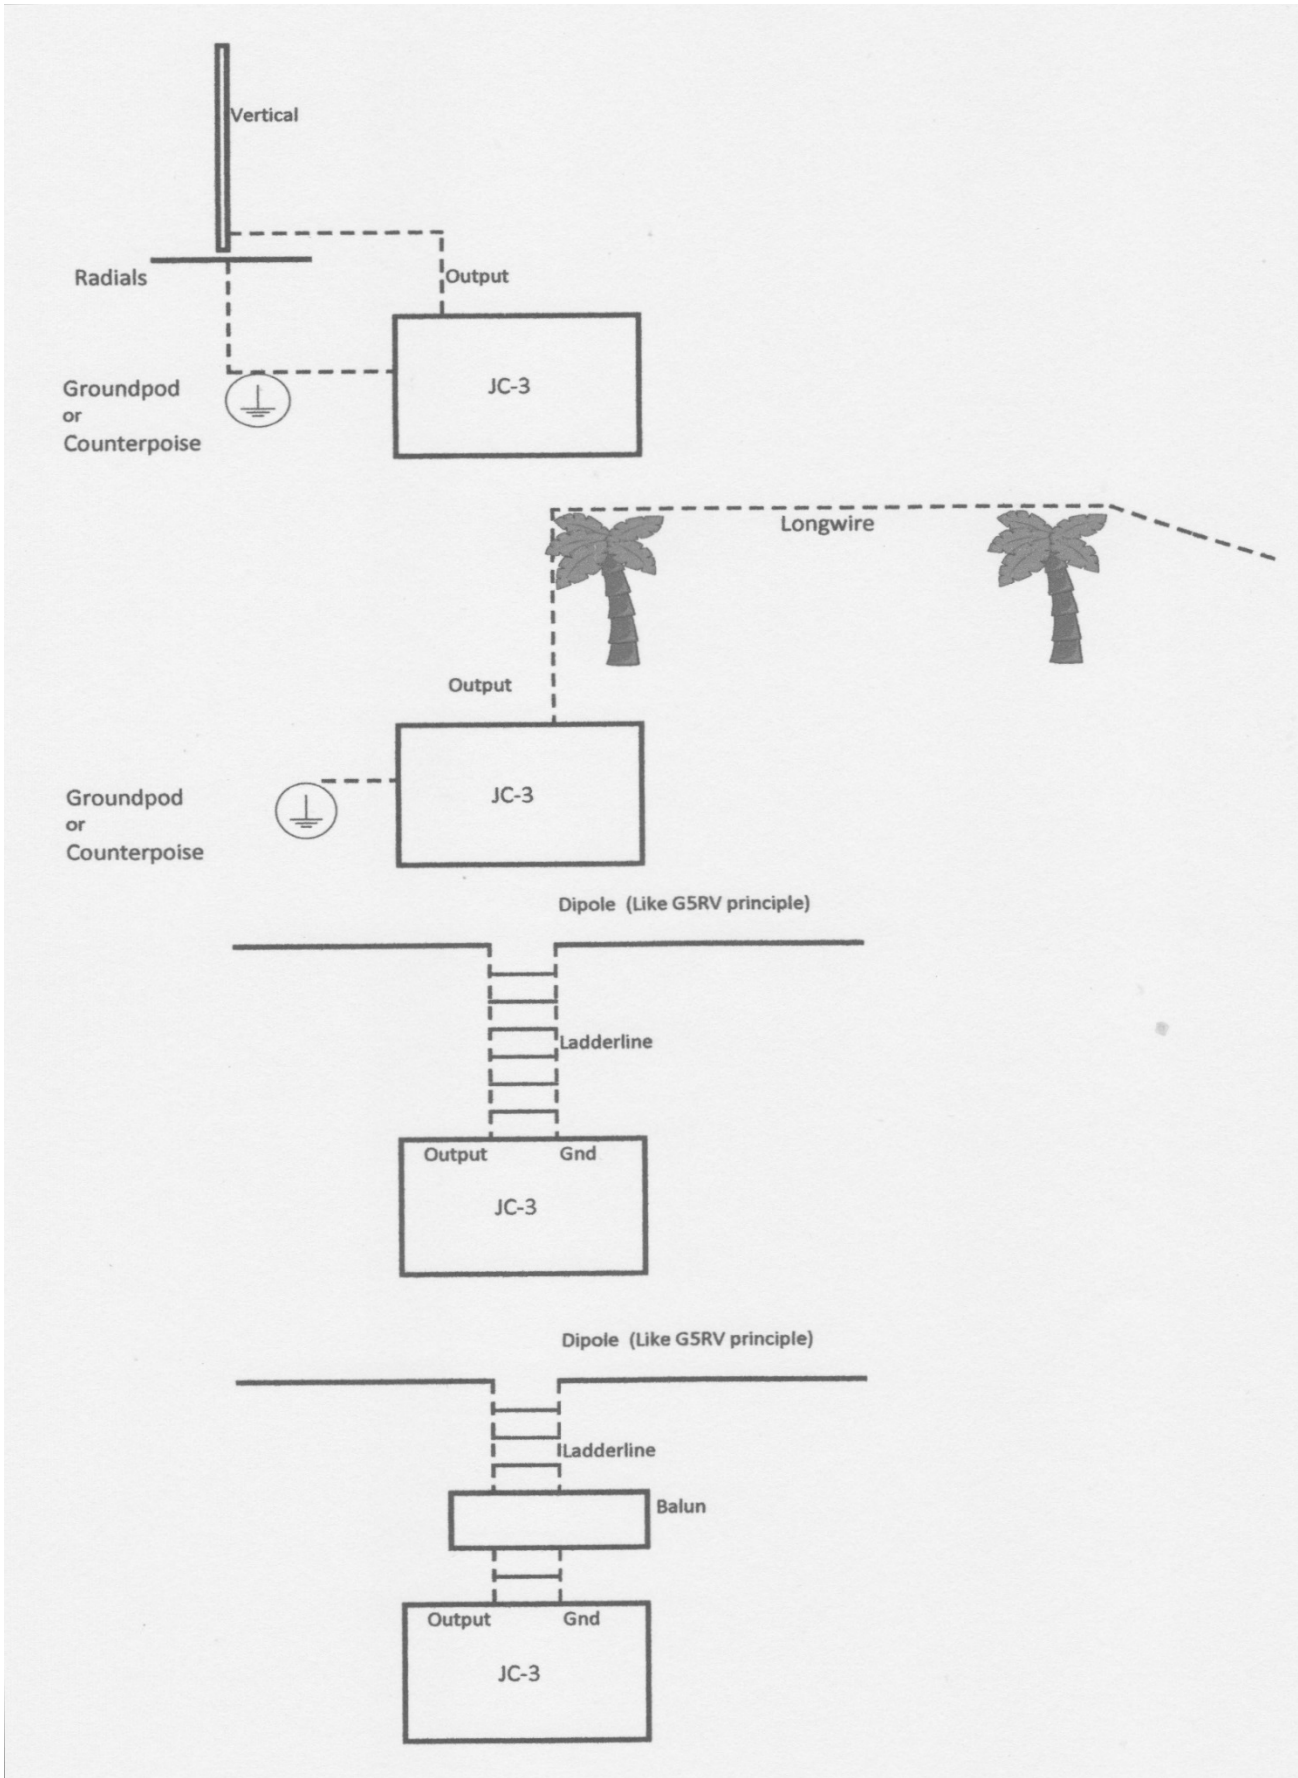 Vertical
Radials
Output
JC-3
Groundpod
or
Counterpoise
Longwire
Output
JC-3
Groundpod
or
Counterpoise
Dipole (Like G5RV principle)
Ladderline
Output Gnd
JC-3
Dipole (Like G5RV principle)
Ladderline
Balun
Output Gnd
JC-3